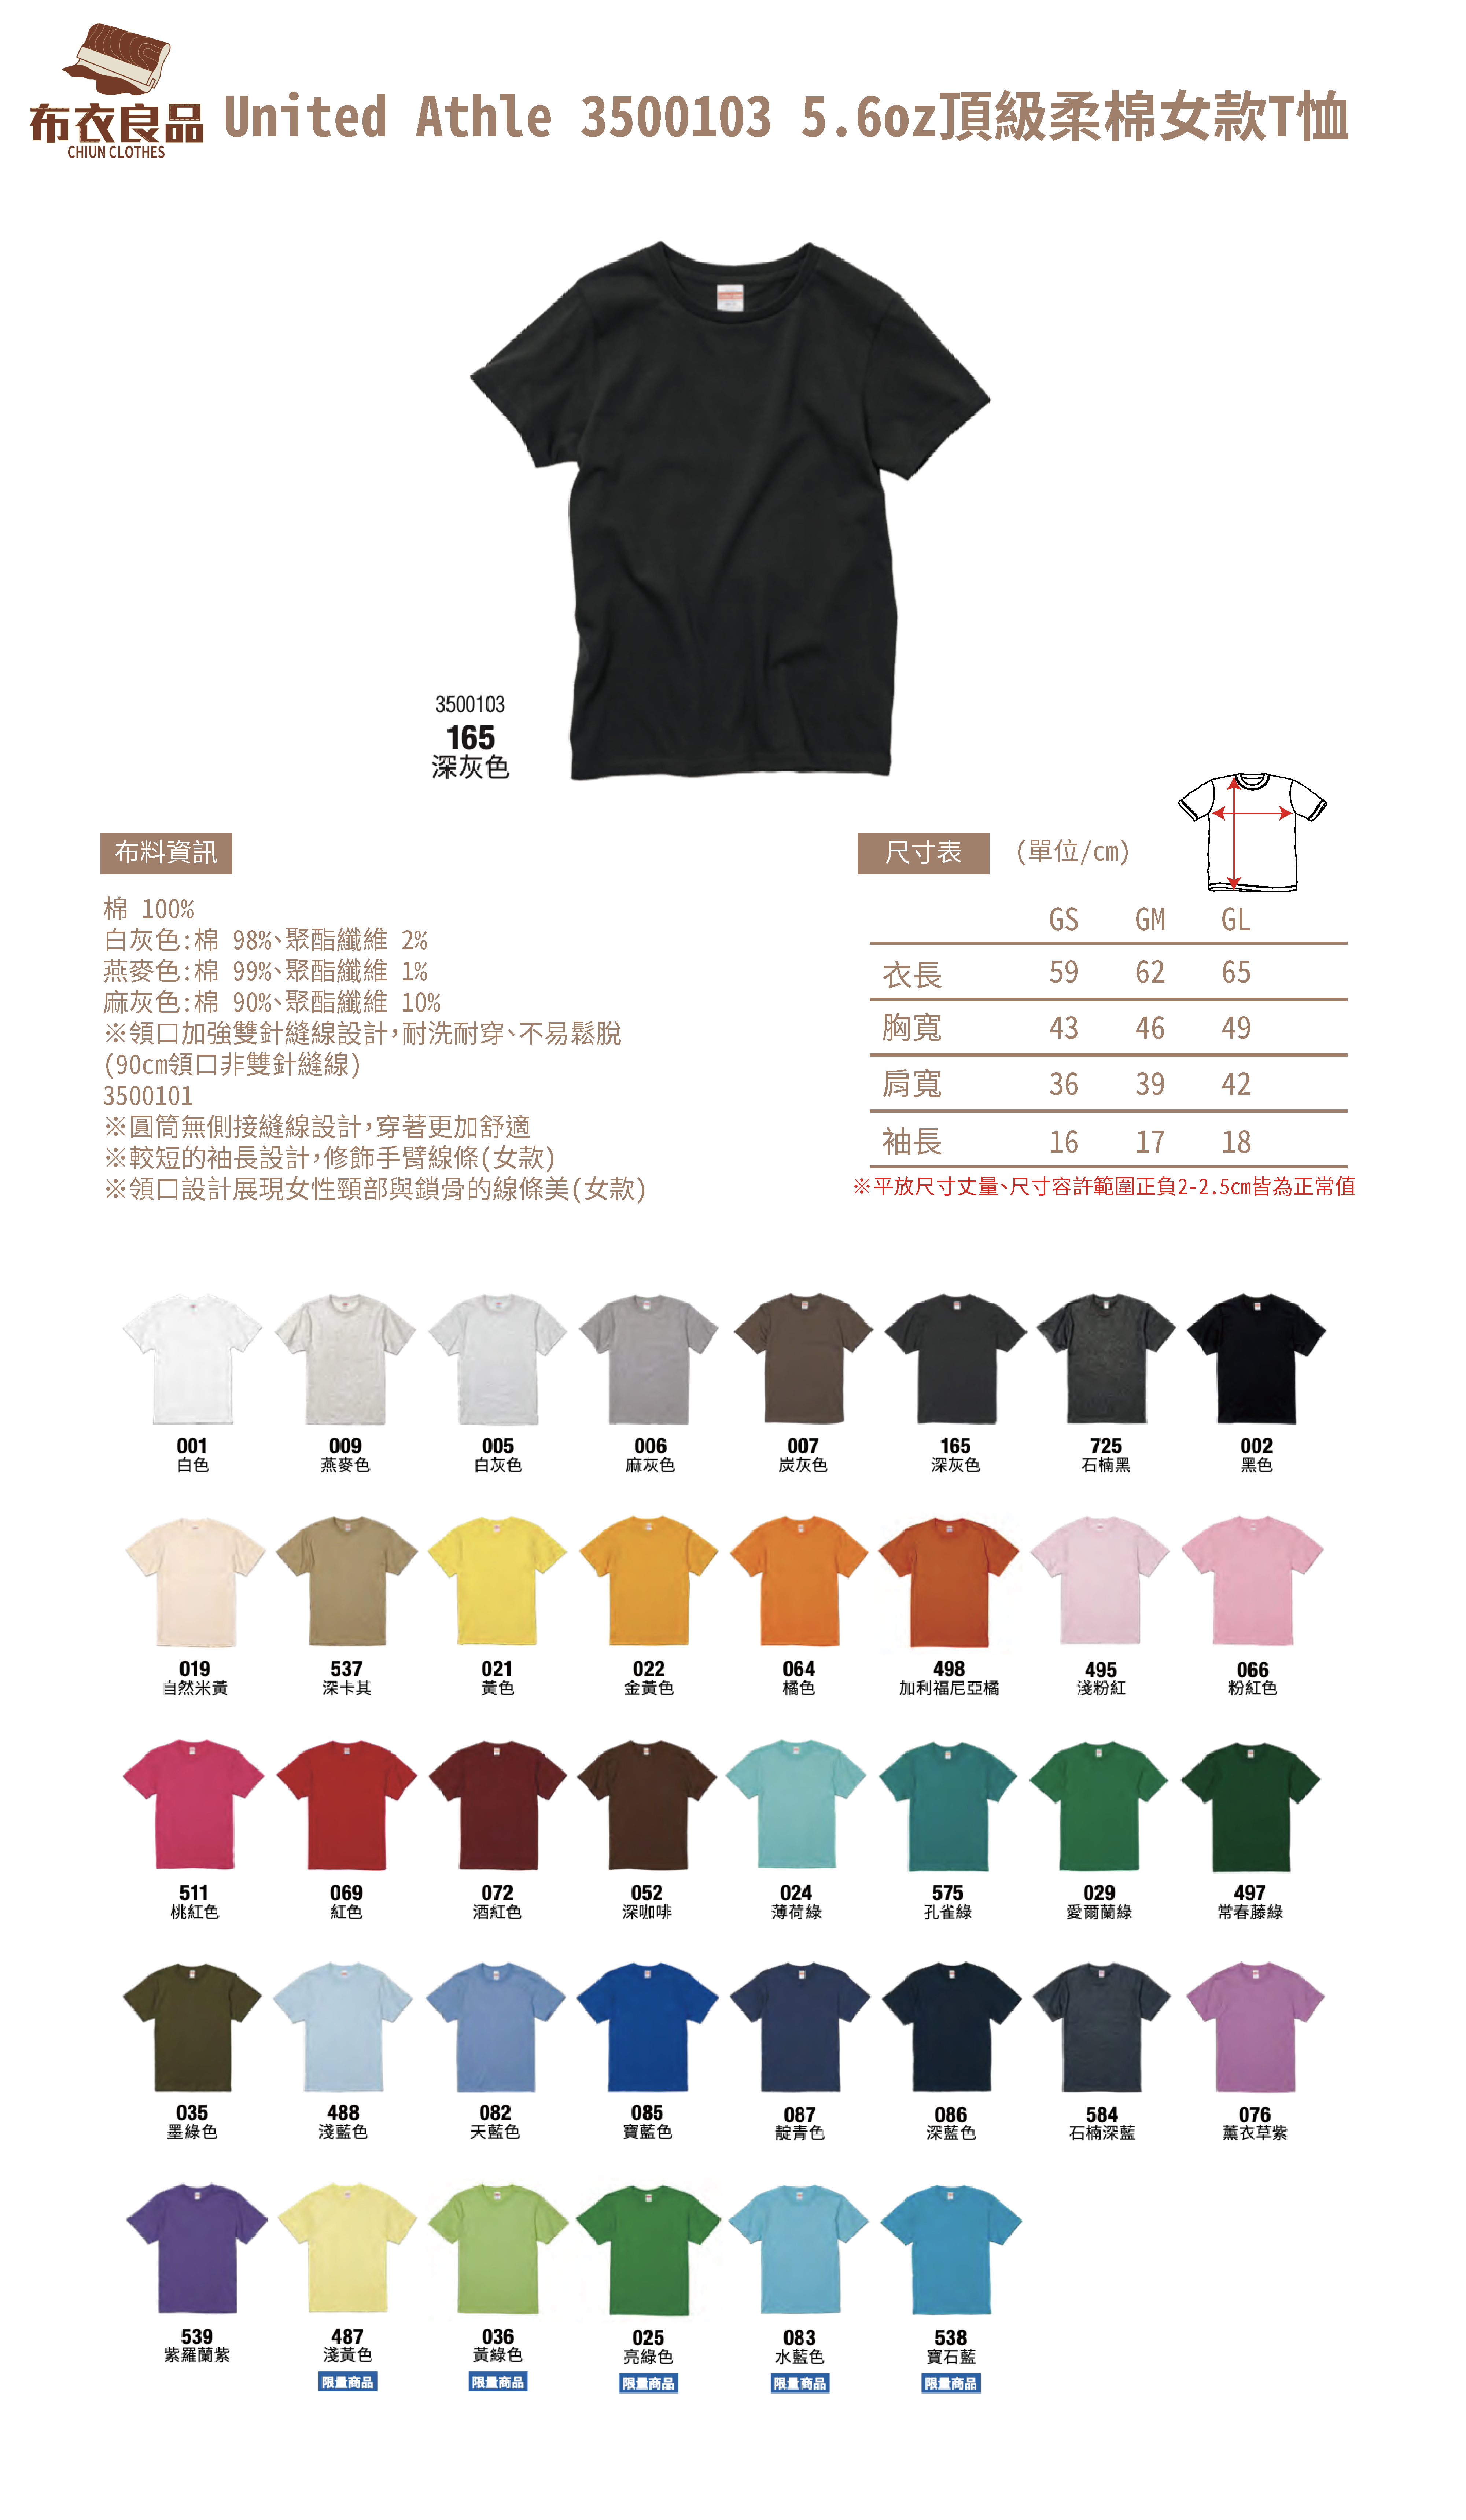 布衣良品
CHIUN CLOTHES
United Athle 3500103 5.6oz頂級柔棉女款T恤
3500103
165
深灰色
布料資訊
棉 100%
白灰色:棉 98%、聚酯纖維 2%
燕麥色:棉 99%、聚酯纖維 1%
麻灰色:棉 90%、聚酯纖維 10%
※領口加強雙針縫線設計,耐洗耐穿、不易鬆脫
(90cm領口非雙針縫線)
3500101
※圓筒無側接縫線設計,穿著更加舒適
※較短的袖長設計,修飾手臂線條(女款)
※領口設計展現女性頸部與鎖骨的線條美(女款)
尺寸表 (單位/cm)
GS GM GL
衣長 59 62 65
胸寬 43 46 49
肩寬 36 39 42
袖長 16 17 18
※平放尺寸丈量、尺寸容許範圍正負2-2.5cm皆為正常值
001 009 005 006 007 165 725 002
白色 燕麥色 白灰色 麻灰色 炭灰色 深灰色 石楠黑 黑色
019 537 021 022 064 498 495 066
自然米黃 深卡其 黃色 金黃色 橘色 加利福尼亞橘 淺粉紅 粉紅色
511 069 072 052 024 575 029 497
桃紅色 紅色 酒紅色 深咖啡 薄荷綠 孔雀綠 愛爾蘭綠 常春藤綠
035 488 082 085 087 086 584 076
墨綠色 淺藍色 天藍色 寶藍色 靛青色 深藍色 石楠深藍 薰衣草紫
539 487 036 025 083 538
紫羅蘭紫 淺黃色 黃綠色 亮綠色 水藍色 寶石藍
限量商品 限量商品 限量商品 限量商品 限量商品